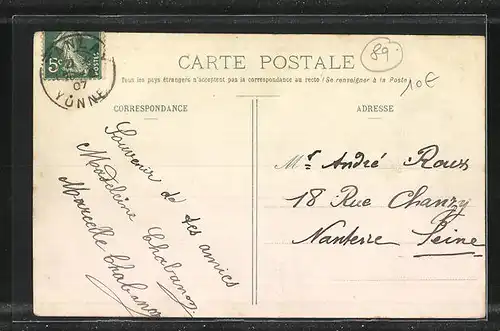 CARTE POSTALE
89
Tous les pays étrangers n'acceptent pas la correspondance au recto (Se renseigner à la Poste
10€
5c
POSTES
07
YONNE
CORRESPONDANCE
ADRESSE
Souvenir de tes amies
Madeleine Chabanon
Marcelle Chabanon
Mr André Roux
18 Rue Chanzy
Nanterre Seine